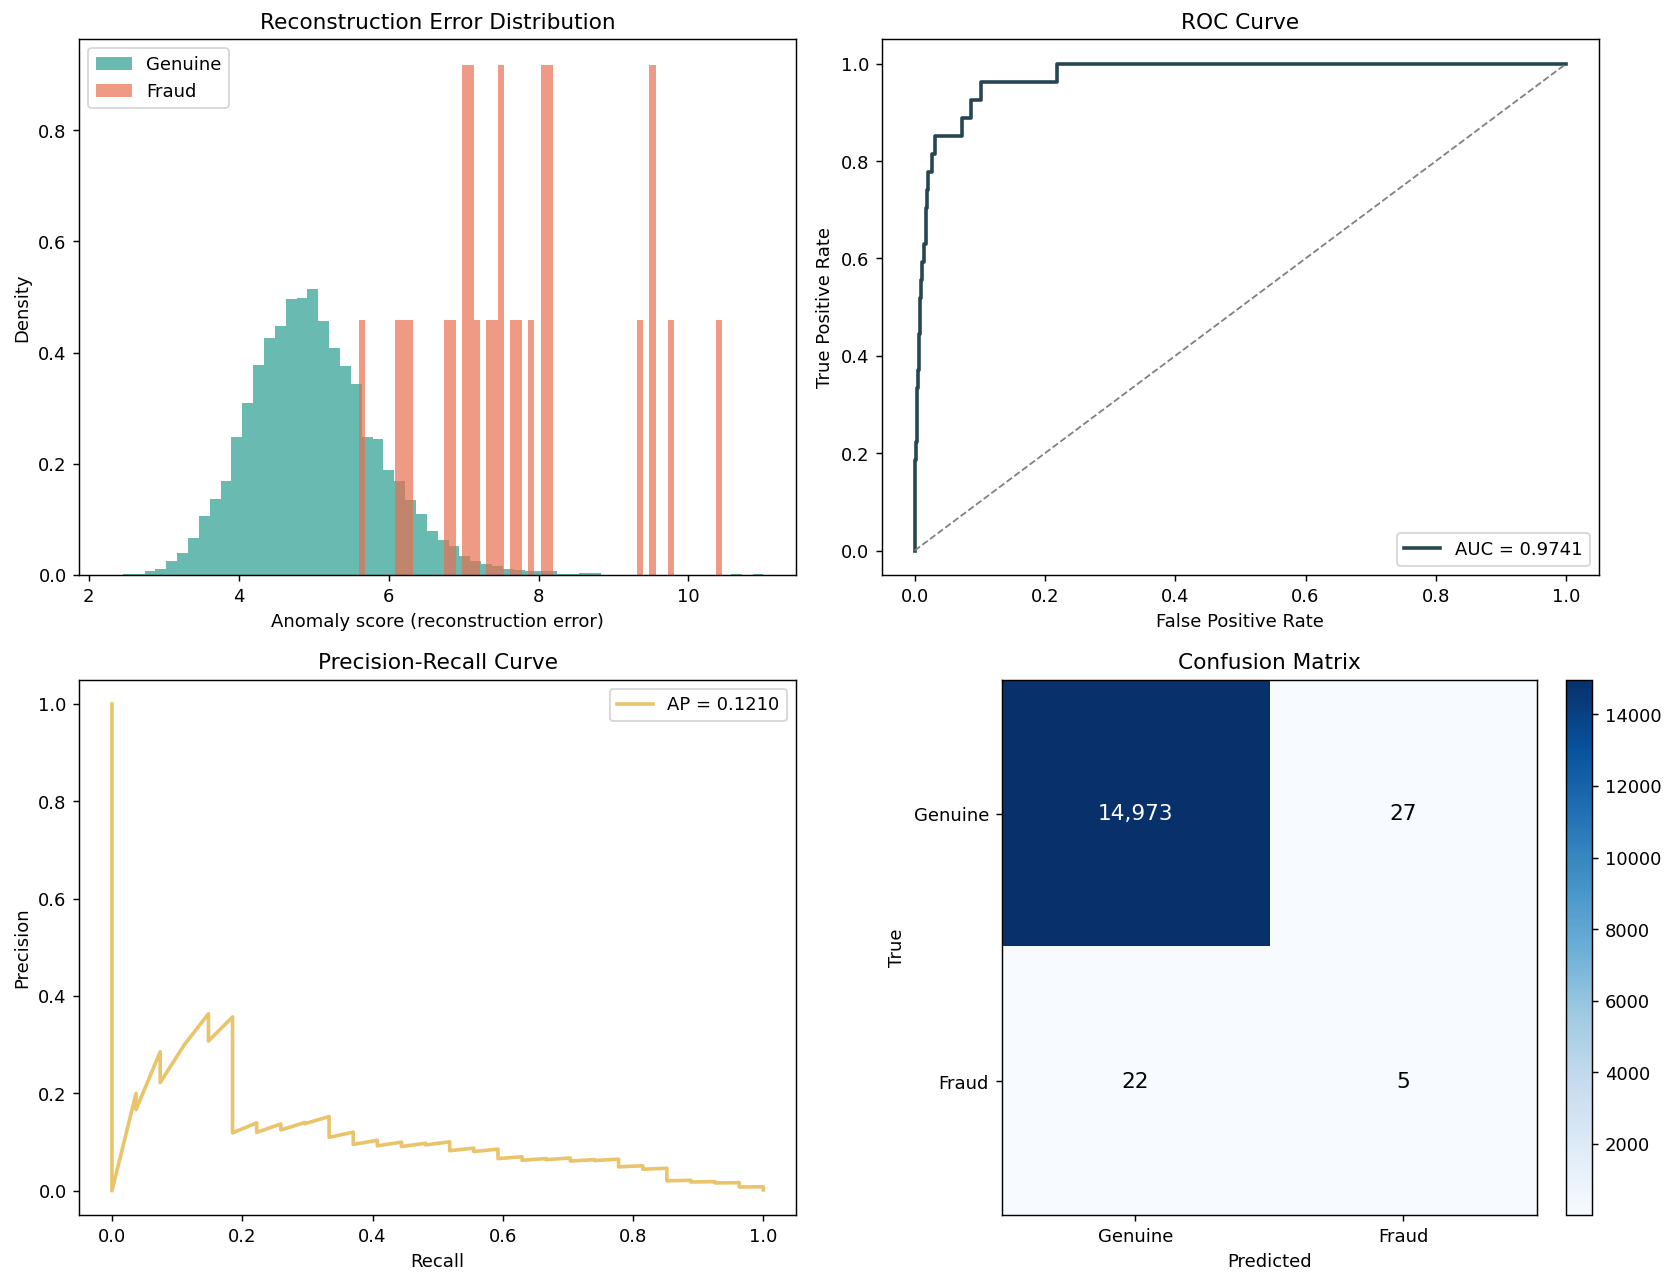 Reconstruction Error Distribution
Genuine
Fraud
0.8
0.6
0.4
0.2
0.0
Density
2 4 6 8 10
Anomaly score (reconstruction error)
ROC Curve
1.0
0.8
0.6
0.4
0.2
0.0
True Positive Rate
AUC = 0.9741
0.0 0.2 0.4 0.6 0.8 1.0
False Positive Rate
Precision-Recall Curve
AP = 0.1210
1.0
0.8
0.6
0.4
0.2
0.0
Precision
0.0 0.2 0.4 0.6 0.8 1.0
Recall
Confusion Matrix
Genuine 14,973 27
True
Fraud 22 5
Genuine Fraud
Predicted
14000
12000
10000
8000
6000
4000
2000